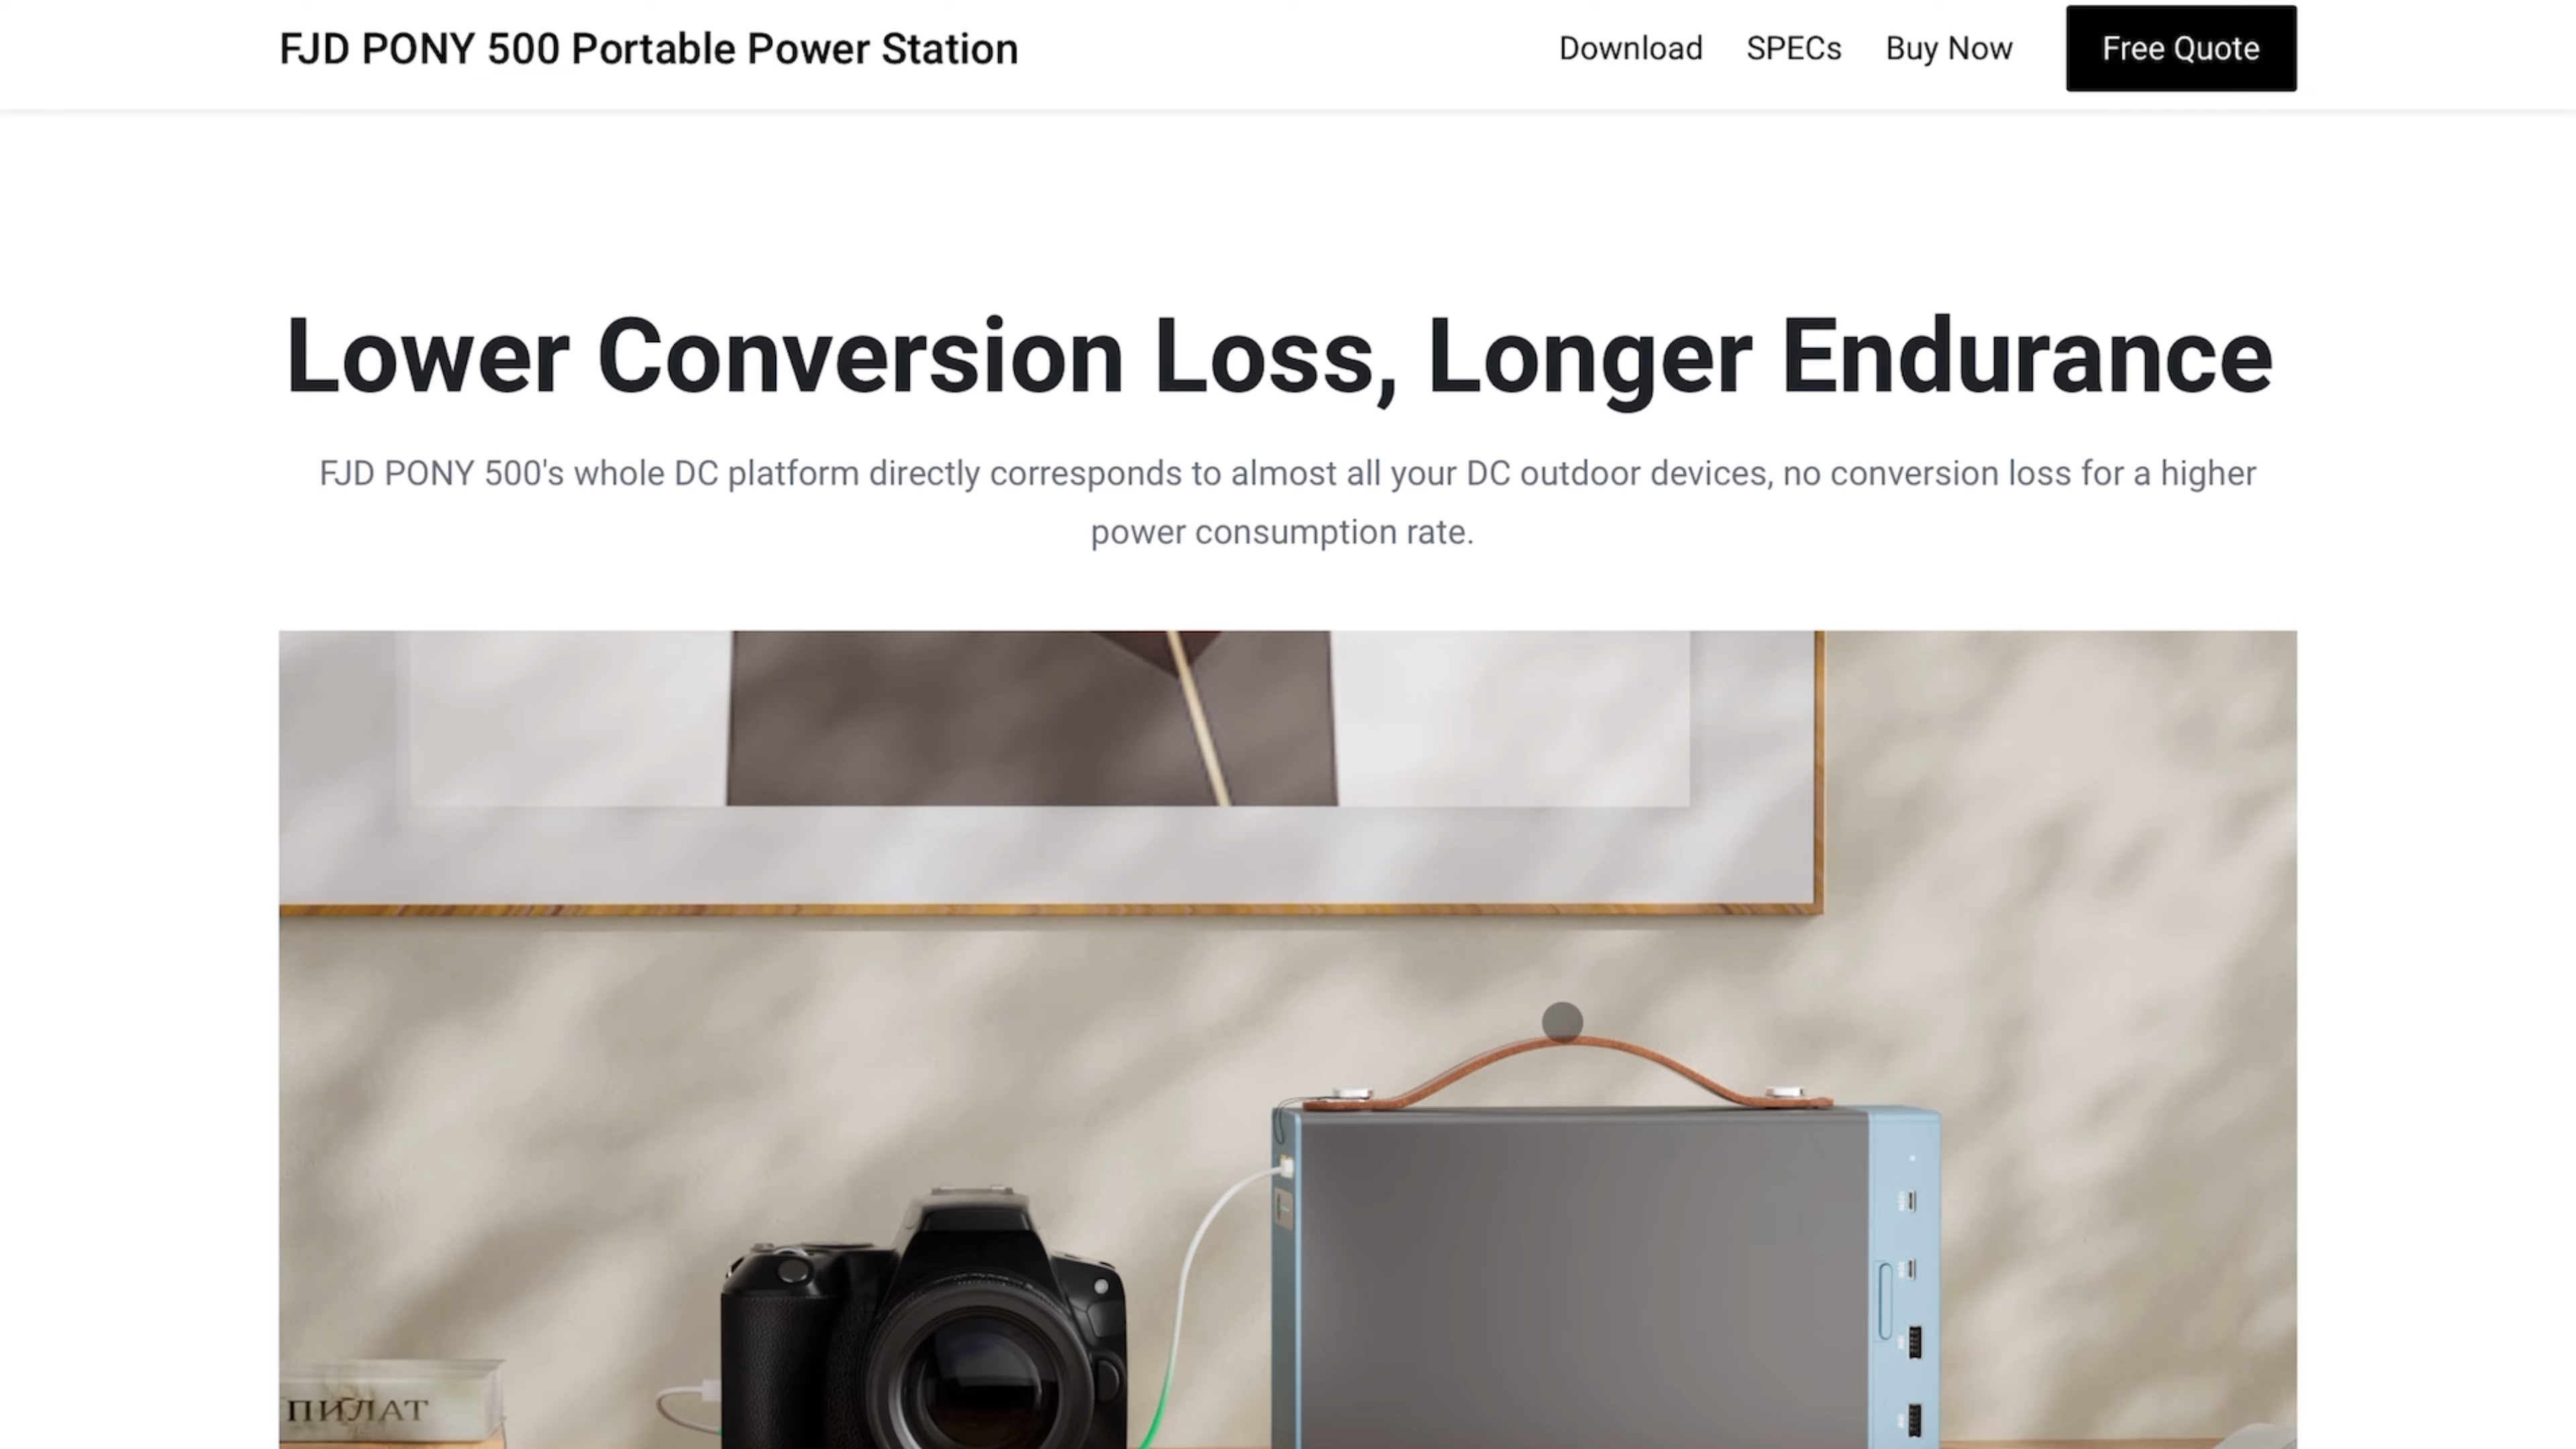 FJD PONY 500 Portable Power Station
Download SPECs Buy Now Free Quote
Lower Conversion Loss, Longer Endurance
FJD PONY 500's whole DC platform directly corresponds to almost all your DC outdoor devices, no conversion loss for a higher
power consumption rate.
ПИЛАТ